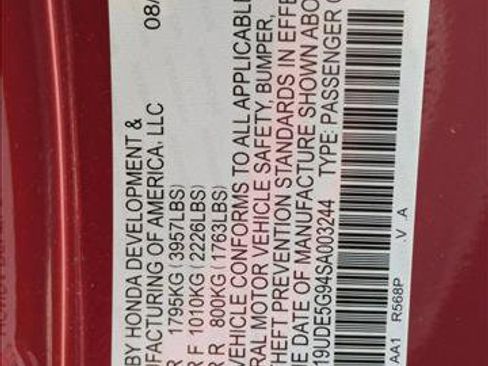 08/
BY HONDA DEVELOPMENT &
UFACTURING OF AMERICA, LLC
R 1795KG (3957LBS)
R F 1010KG (2226LBS)
R R 800KG (1763LBS)
VEHICLE CONFORMS TO ALL APPLICABLE
RAL MOTOR VEHICLE SAFETY, BUMPER,
THEFT PREVENTION STANDARDS IN EFFE
HE DATE OF MANUFACTURE SHOWN ABO
19UDE5G94SA003244 TYPE: PASSENGER C
AA1 R568P .V .A